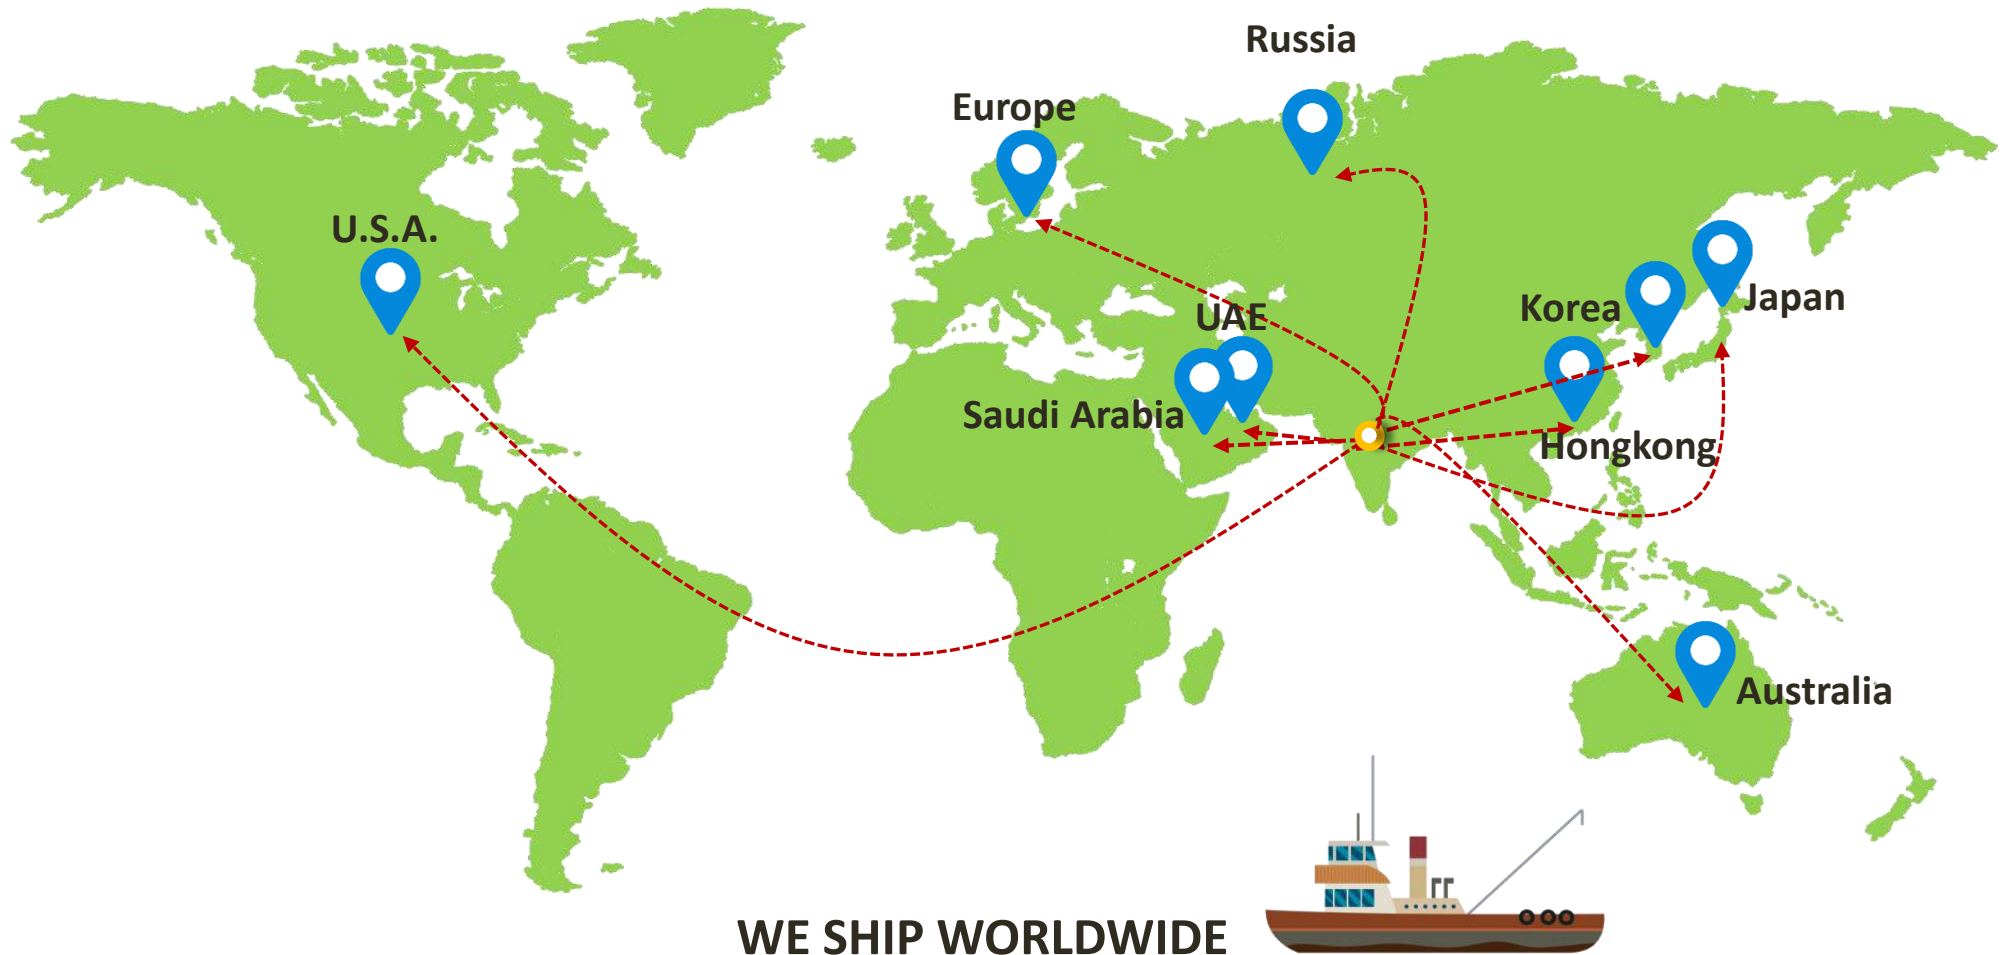 Russia
Europe
U.S.A.
Japan
Korea
UAE
Saudi Arabia
Hongkong
Australia
WE SHIP WORLDWIDE